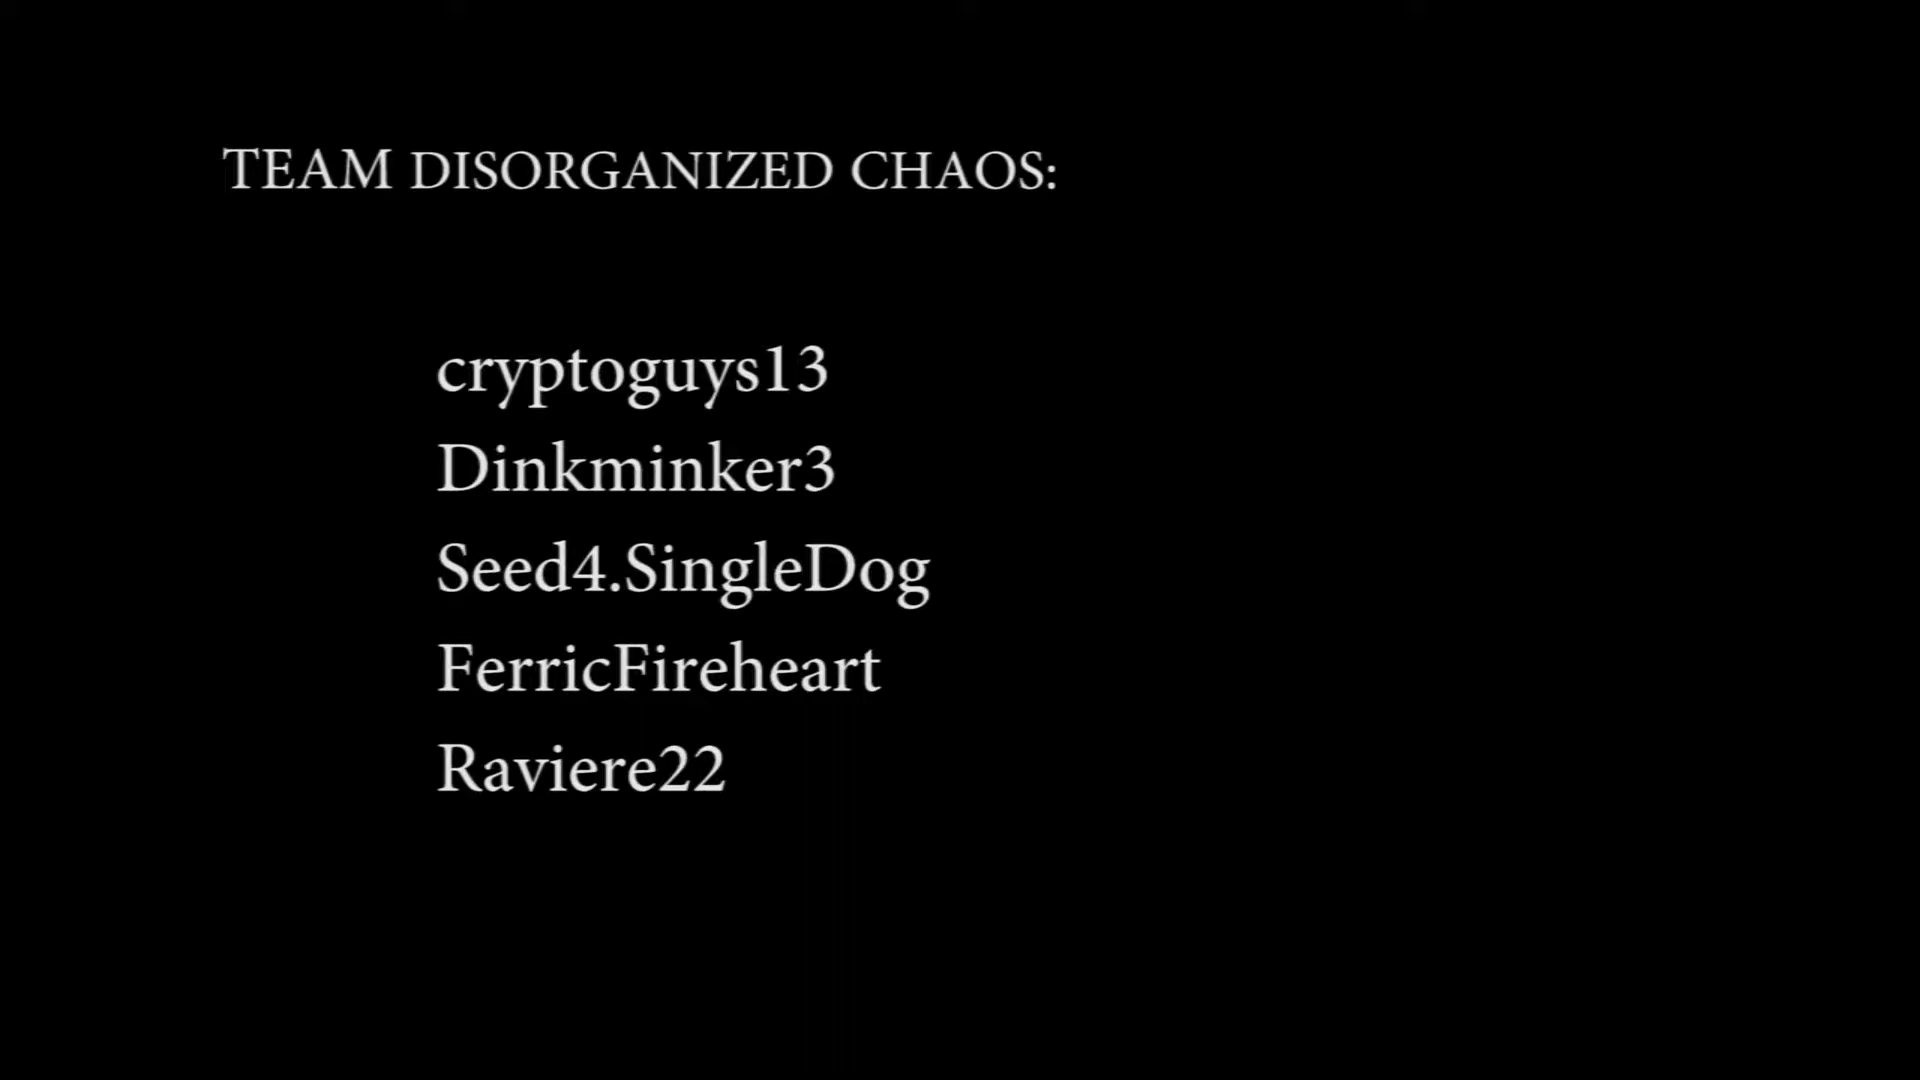 TEAM DISORGANIZED CHAOS:
cryptoguys13
Dinkminker3
Seed4.SingleDog
FerricFireheart
Raviere22